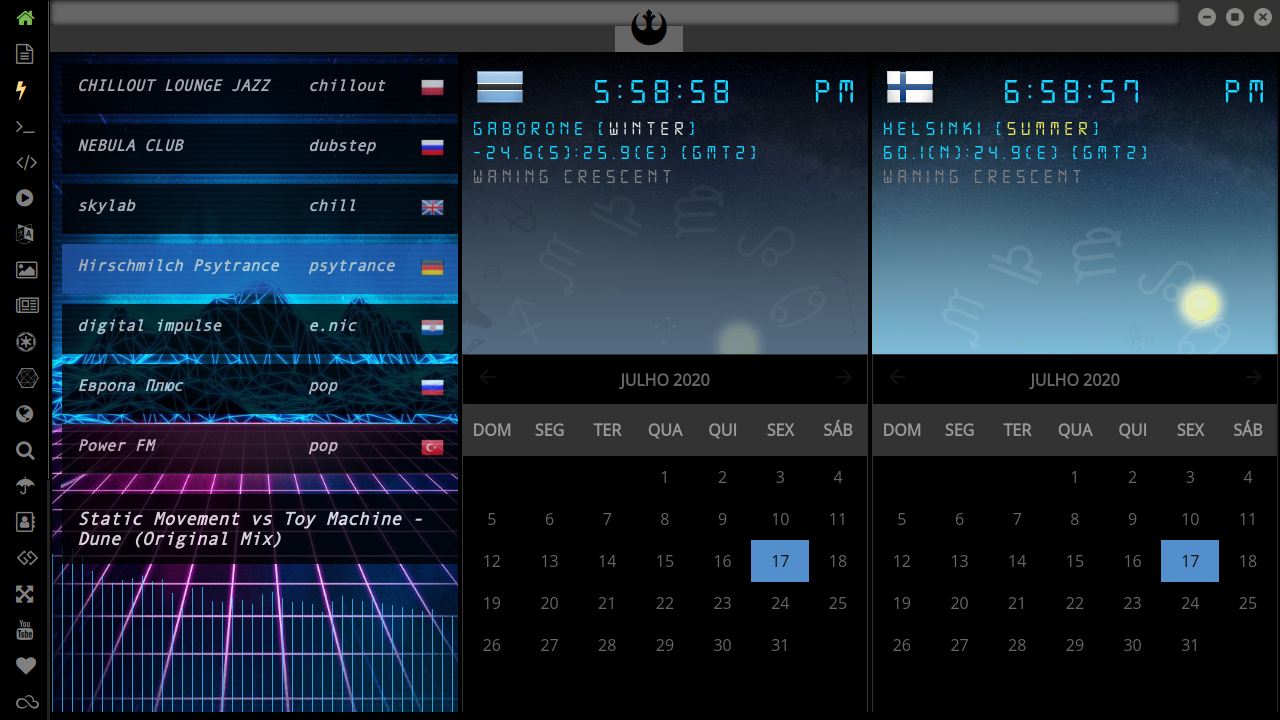 CHILLOUT LOUNGE JAZZ chillout
NEBULA CLUB dubstep
skylab chill
Hirschmilch Psytrance psytrance
digital impulse e.nic
Европа Плюс pop
Power FM pop
Static Movement vs Toy Machine -
Dune (Original Mix)
5:58:58 PM
GABORONE [WINTER]
-24.6(S):25.9(E) [GMT2]
WANING CRESCENT
JULHO 2020
DOM SEG TER QUA QUI SEX SÁB
1 2 3 4
5 6 7 8 9 10 11
12 13 14 15 16 17 18
19 20 21 22 23 24 25
26 27 28 29 30 31
6:58:57 PM
HELSINKI [SUMMER]
60.1(N):24.9(E) [GMT2]
WANING CRESCENT
JULHO 2020
DOM SEG TER QUA QUI SEX SÁB
1 2 3 4
5 6 7 8 9 10 11
12 13 14 15 16 17 18
19 20 21 22 23 24 25
26 27 28 29 30 31
You
Tube